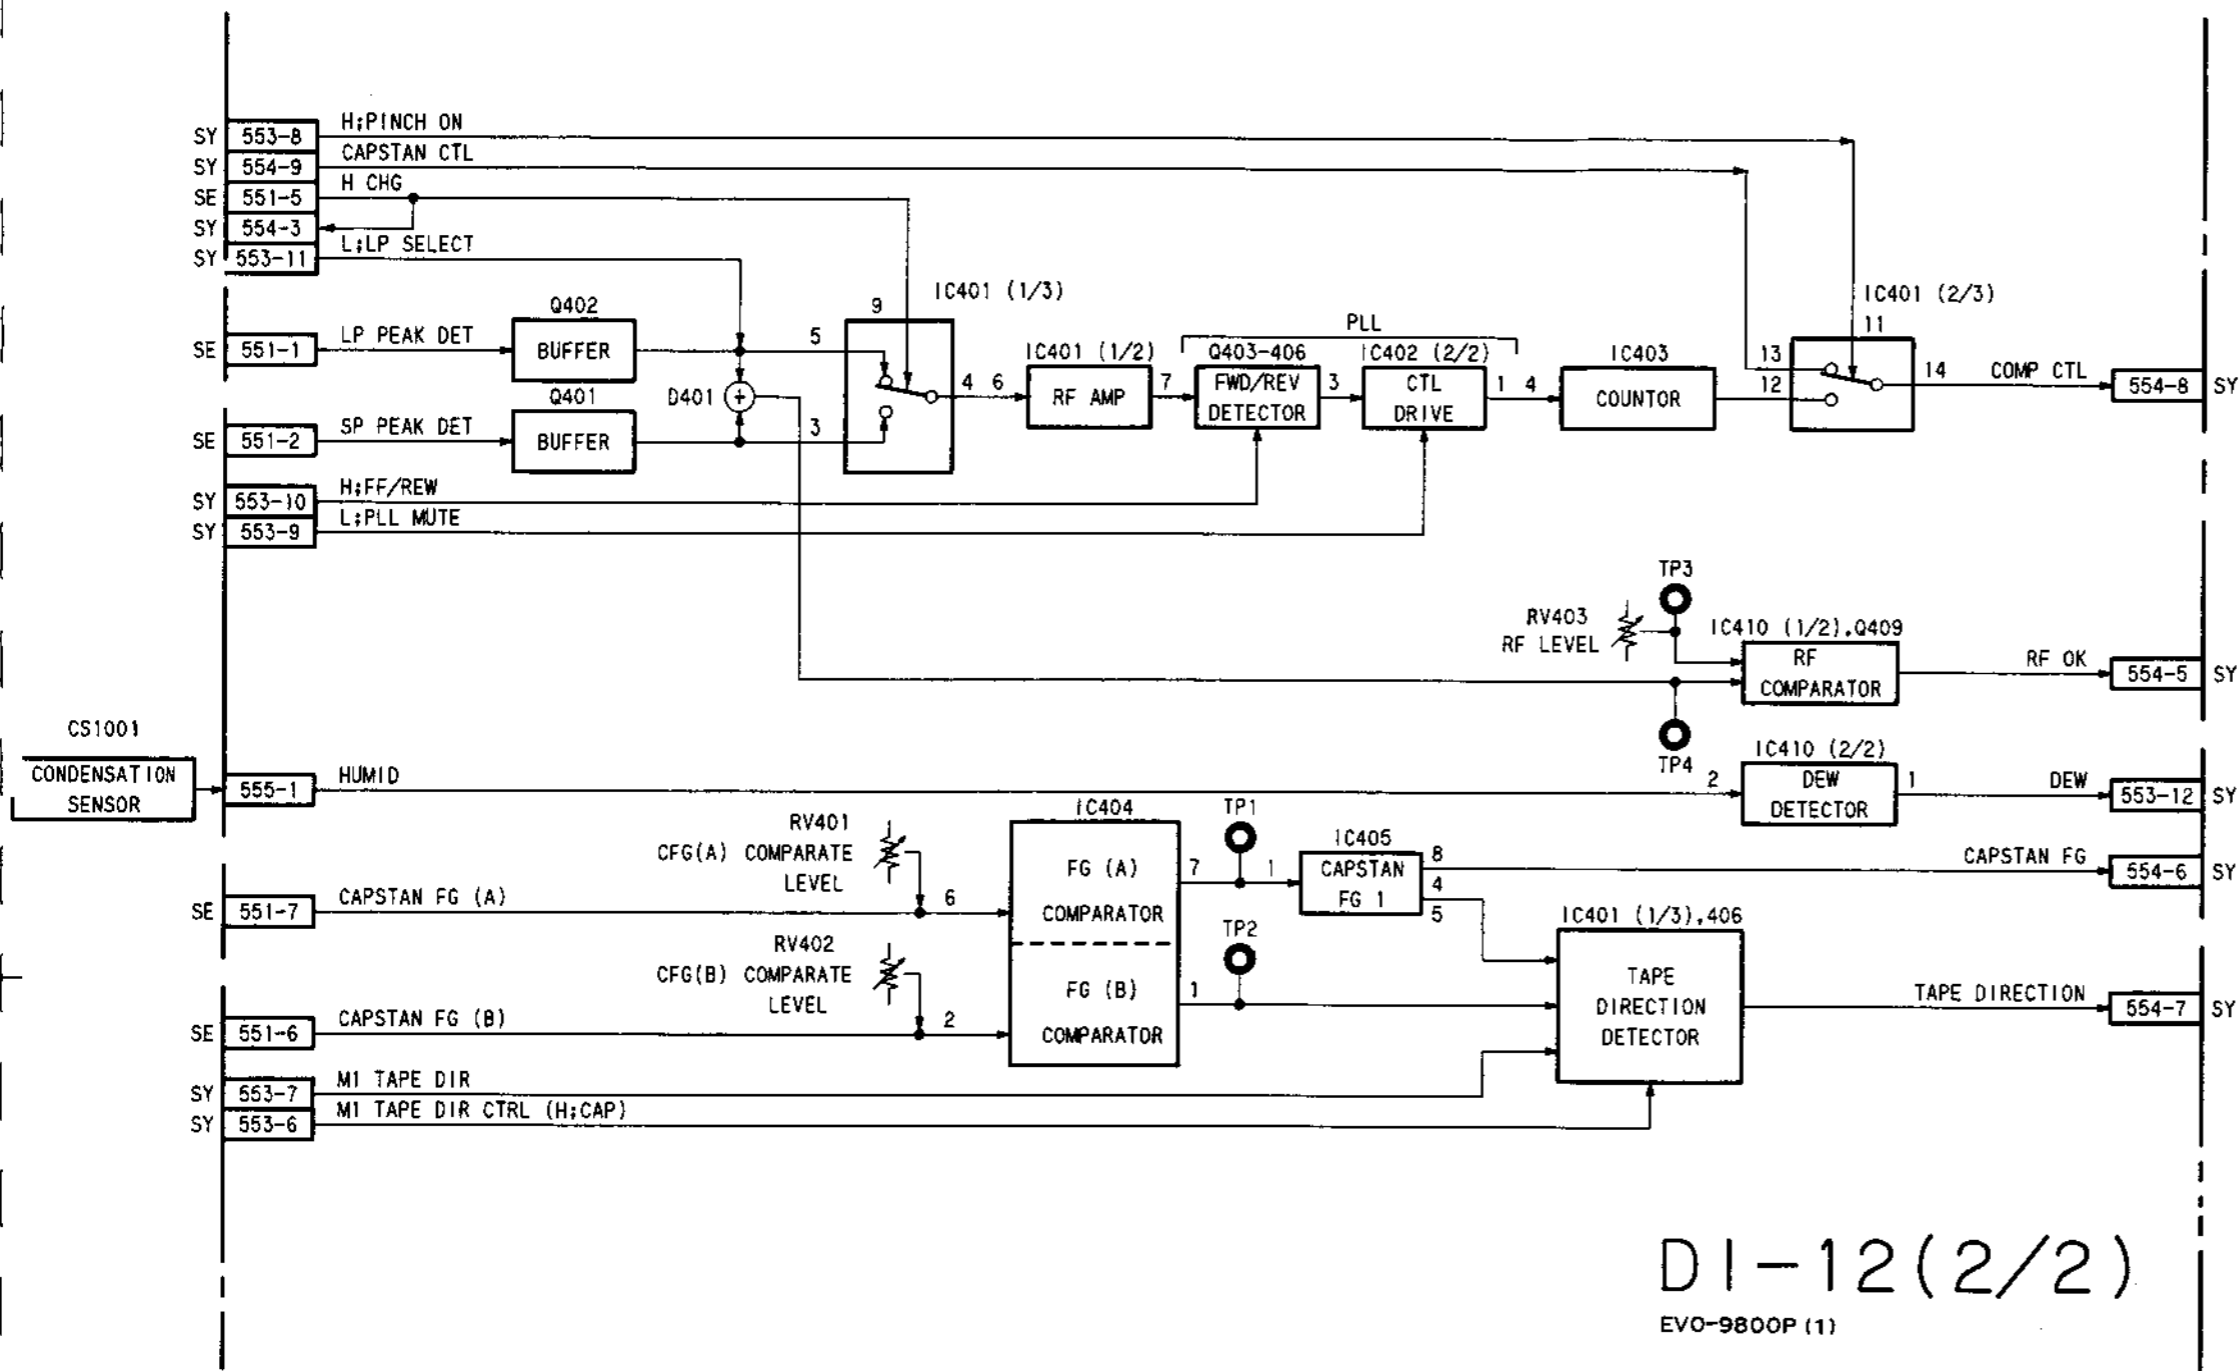 SY 553-8 H;PINCH ON
SY 554-9 CAPSTAN CTL
SE 551-5 H CHG
SY 554-3
SY 553-11 L;LP SELECT
IC401 (1/3)
9
IC401 (2/3)
11
Q402
BUFFER
SE 551-1 LP PEAK DET
5
PLL
IC401 (1/2)
Q403-406
IC402 (2/2)
IC403
13
12
14
COMP CTL
554-8 SY
D401
+
4 6
RF AMP
7
FWD/REV
DETECTOR
3
CTL
DRIVE
1 4
COUNTOR
Q401
BUFFER
SE 551-2 SP PEAK DET
3
SY 553-10 H;FF/REW
SY 553-9 L;PLL MUTE
TP3
RV403
RF LEVEL
IC410 (1/2),Q409
RF
COMPARATOR
RF OK
554-5 SY
TP4
CS1001
CONDENSATION
SENSOR
555-1 HUMID
2
IC410 (2/2)
DEW
DETECTOR
1
DEW
553-12 SY
RV401
CFG(A) COMPARATE
LEVEL
IC404
TP1
IC405
SE 551-7 CAPSTAN FG (A)
6
FG (A)
COMPARATOR
7
1
CAPSTAN
FG 1
8
4
5
CAPSTAN FG
554-6 SY
RV402
CFG(B) COMPARATE
LEVEL
TP2
IC401 (1/3),406
SE 551-6 CAPSTAN FG (B)
2
FG (B)
COMPARATOR
1
TAPE
DIRECTION
DETECTOR
TAPE DIRECTION
554-7 SY
SY 553-7 M1 TAPE DIR
SY 553-6 M1 TAPE DIR CTRL (H;CAP)
DI-12(2/2)
EVO-9800P (1)